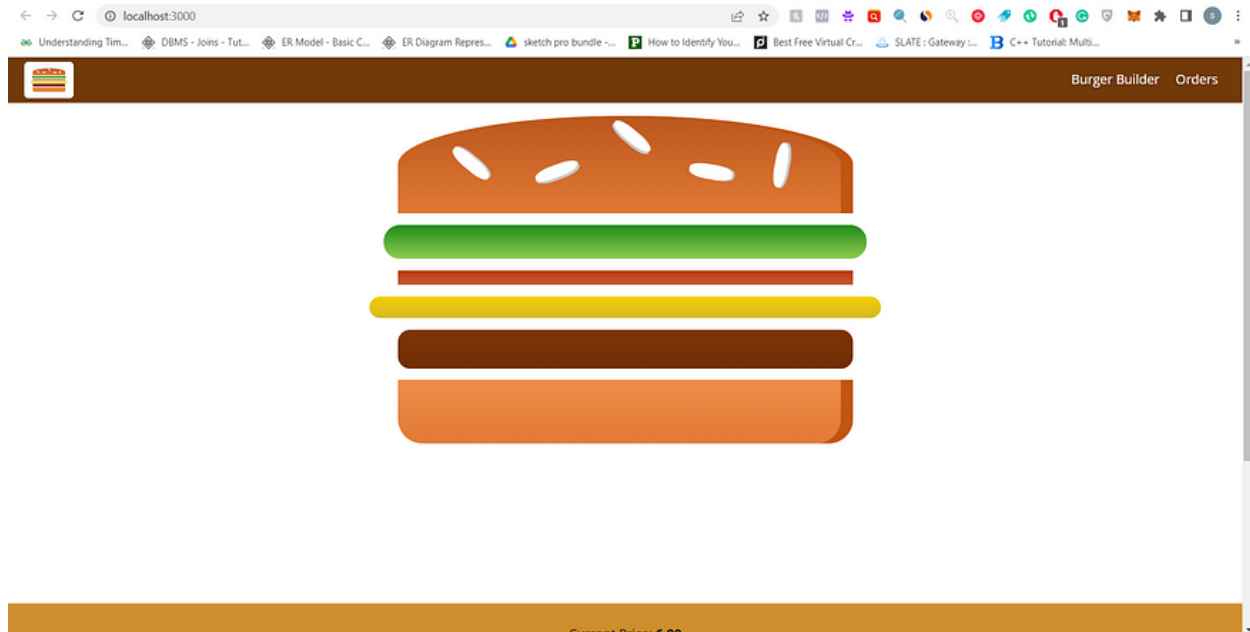 localhost:3000
Understanding Tim... DBMS - Joins - Tut... ER Model - Basic C... ER Diagram Repres... sketch pro bundle -... How to Identify You... Best Free Virtual Cr... SLATE : Gateway :... C++ Tutorial: Multi... »
Burger Builder Orders